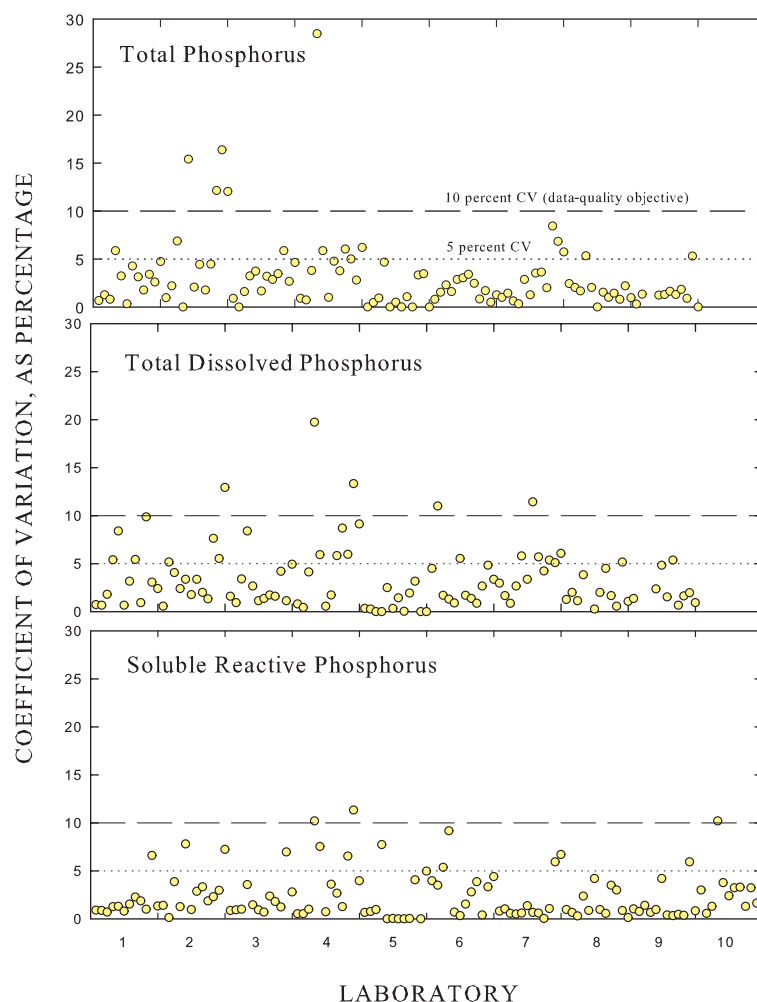 COEFFICIENT OF VARIATION, AS PERCENTAGE
30
Total Phosphorus
25
20
15
10 percent CV (data-quality objective)
10
5 percent CV
5
0
30
Total Dissolved Phosphorus
25
20
15
10
5
0
30
Soluble Reactive Phosphorus
25
20
15
10
5
0
1 2 3 4 5 6 7 8 9 10
LABORATORY